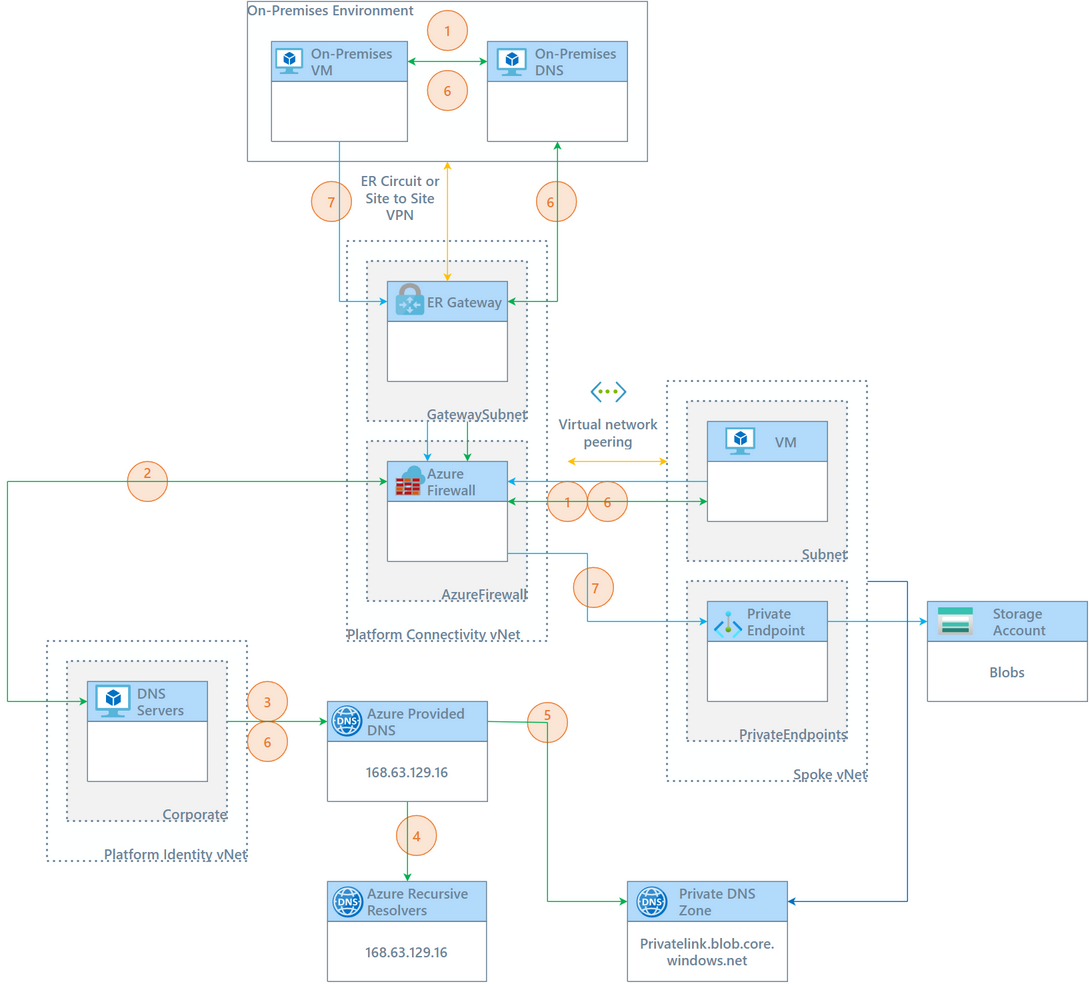 On-Premises Environment
1
On-Premises
VM
On-Premises
DNS
6
7
ER Circuit or
Site to Site
VPN
6
ER Gateway
GatewaySubnet
Virtual network
peering
VM
2
Azure
Firewall
1
6
Subnet
7
AzureFirewall
Private
Endpoint
Storage
Account
Platform Connectivity vNet
Blobs
DNS
Servers
3
DNS
Azure Provided
DNS
5
6
PrivateEndpoints
168.63.129.16
Spoke vNet
Corporate
4
Platform Identity vNet
DNS
Azure Recursive
Resolvers
DNS
Private DNS
Zone
168.63.129.16
Privatelink.blob.core.
windows.net